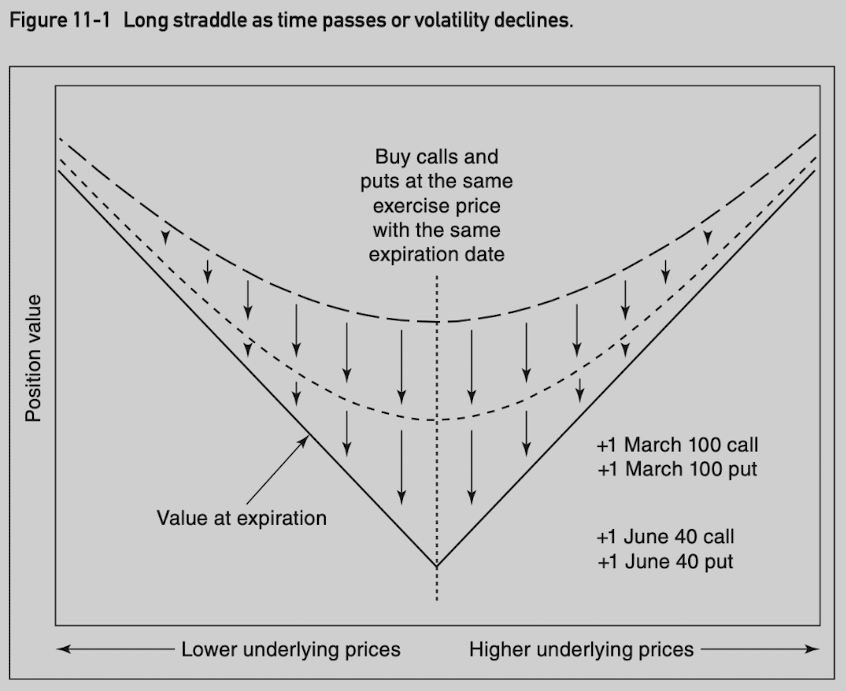 Figure 11-1 Long straddle as time passes or volatility declines.
Buy calls and
puts at the same
exercise price
with the same
expiration date
Position value
+1 March 100 call
+1 March 100 put
Value at expiration
+1 June 40 call
+1 June 40 put
Lower underlying prices
Higher underlying prices